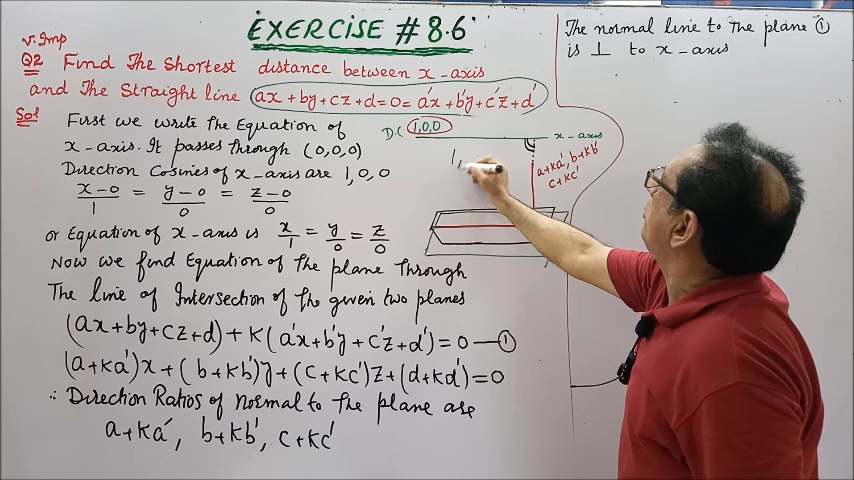 EXERCISE # 8.6
V. Imp
Q2 Find The Shortest distance between x-axis
and The Straight line ax+by+cz+d=0=a'x+b'y+c'z+d'
Sol First we write The Equation of
x-axis. It passes through (0,0,0)
Direction Cosines of x-axis are 1,0,0
x-0/1 = y-0/0 = z-0/0
or Equation of x-axis is x/1 = y/0 = z/0
Now we find Equation of The plane Through
The line of Intersection of The given two planes
(ax+by+cz+d)+K(a'x+b'y+c'z+d')=0—①
(a+Ka')x+(b+Kb')y+(c+Kc')z+(d+Kd')=0
∴ Direction Ratios of normal to the plane are
a+Ka', b+Kb', c+Kc'
D.C (1,0,0)
x-axis
1,
a+Ka', b+Kb'
c+Kc'
The normal line to the plane ①
is ⊥ to x-axis